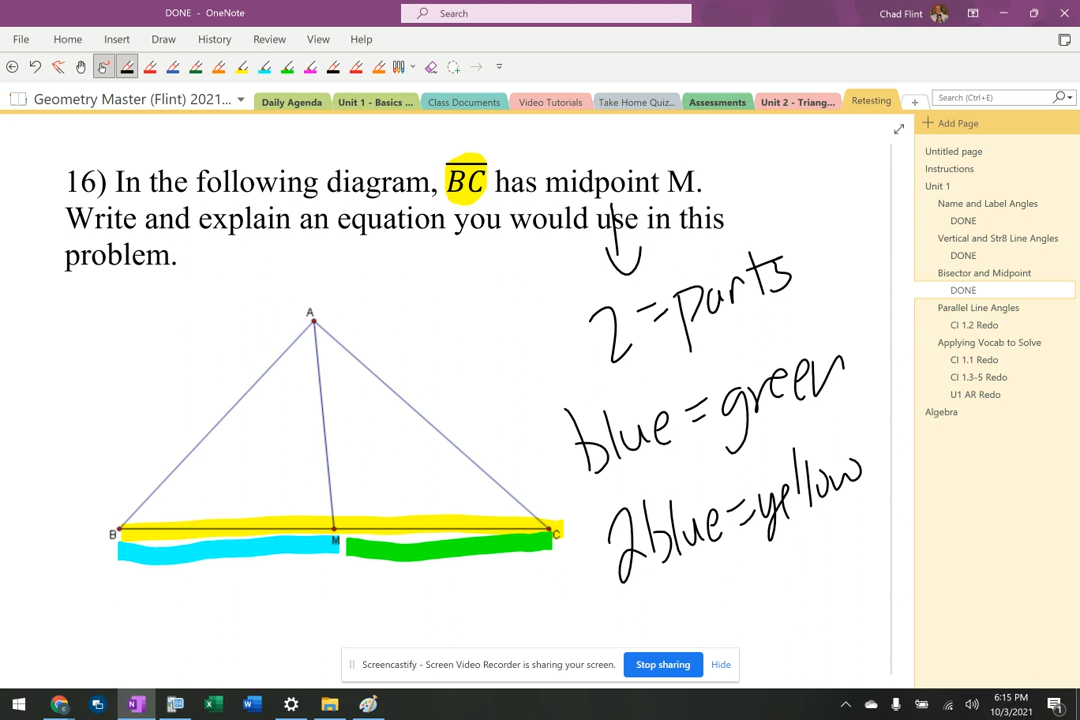 DONE - OneNote
Search
Chad Flint
File Home Insert Draw History Review View Help
Geometry Master (Flint) 2021...
Daily Agenda
Unit 1 - Basics ...
Class Documents
Video Tutorials
Take Home Quiz...
Assessments
Unit 2 - Triang...
Retesting
Search (Ctrl+E)
Add Page
Untitled page
Instructions
Unit 1
Name and Label Angles
DONE
Vertical and Str8 Line Angles
DONE
Bisector and Midpoint
DONE
Parallel Line Angles
CI 1.2 Redo
Applying Vocab to Solve
CI 1.1 Redo
CI 1.3-5 Redo
U1 AR Redo
Algebra
16) In the following diagram, B͞C͞ has midpoint M.
Write and explain an equation you would use in this
problem.
2 = parts
blue = green
2blue = yellow
A
B
M
C
Screencastify - Screen Video Recorder is sharing your screen.
Stop sharing
Hide
6:15 PM
10/3/2021